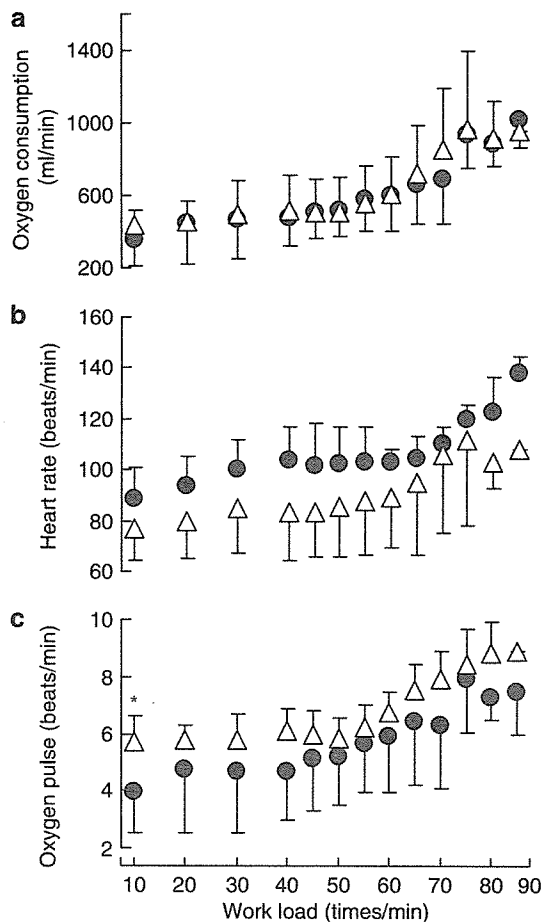 a
Oxygen consumption
(ml/min)
1400
1000
600
200
b
Heart rate (beats/min)
160
140
120
100
80
60
c
Oxygen pulse (beats/min)
10
8
6
4
2
*
10 20 30 40 50 60 70 80 90
Work load (times/min)